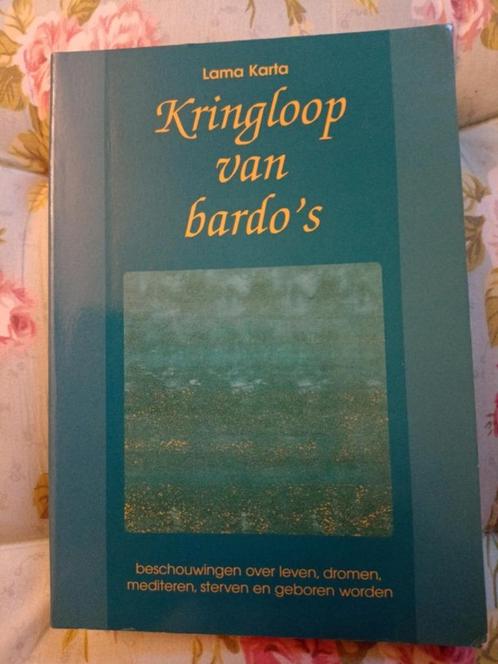 Lama Karta
Kringloop
van
bardo's
beschouwingen over leven, dromen,
mediteren, sterven en geboren worden